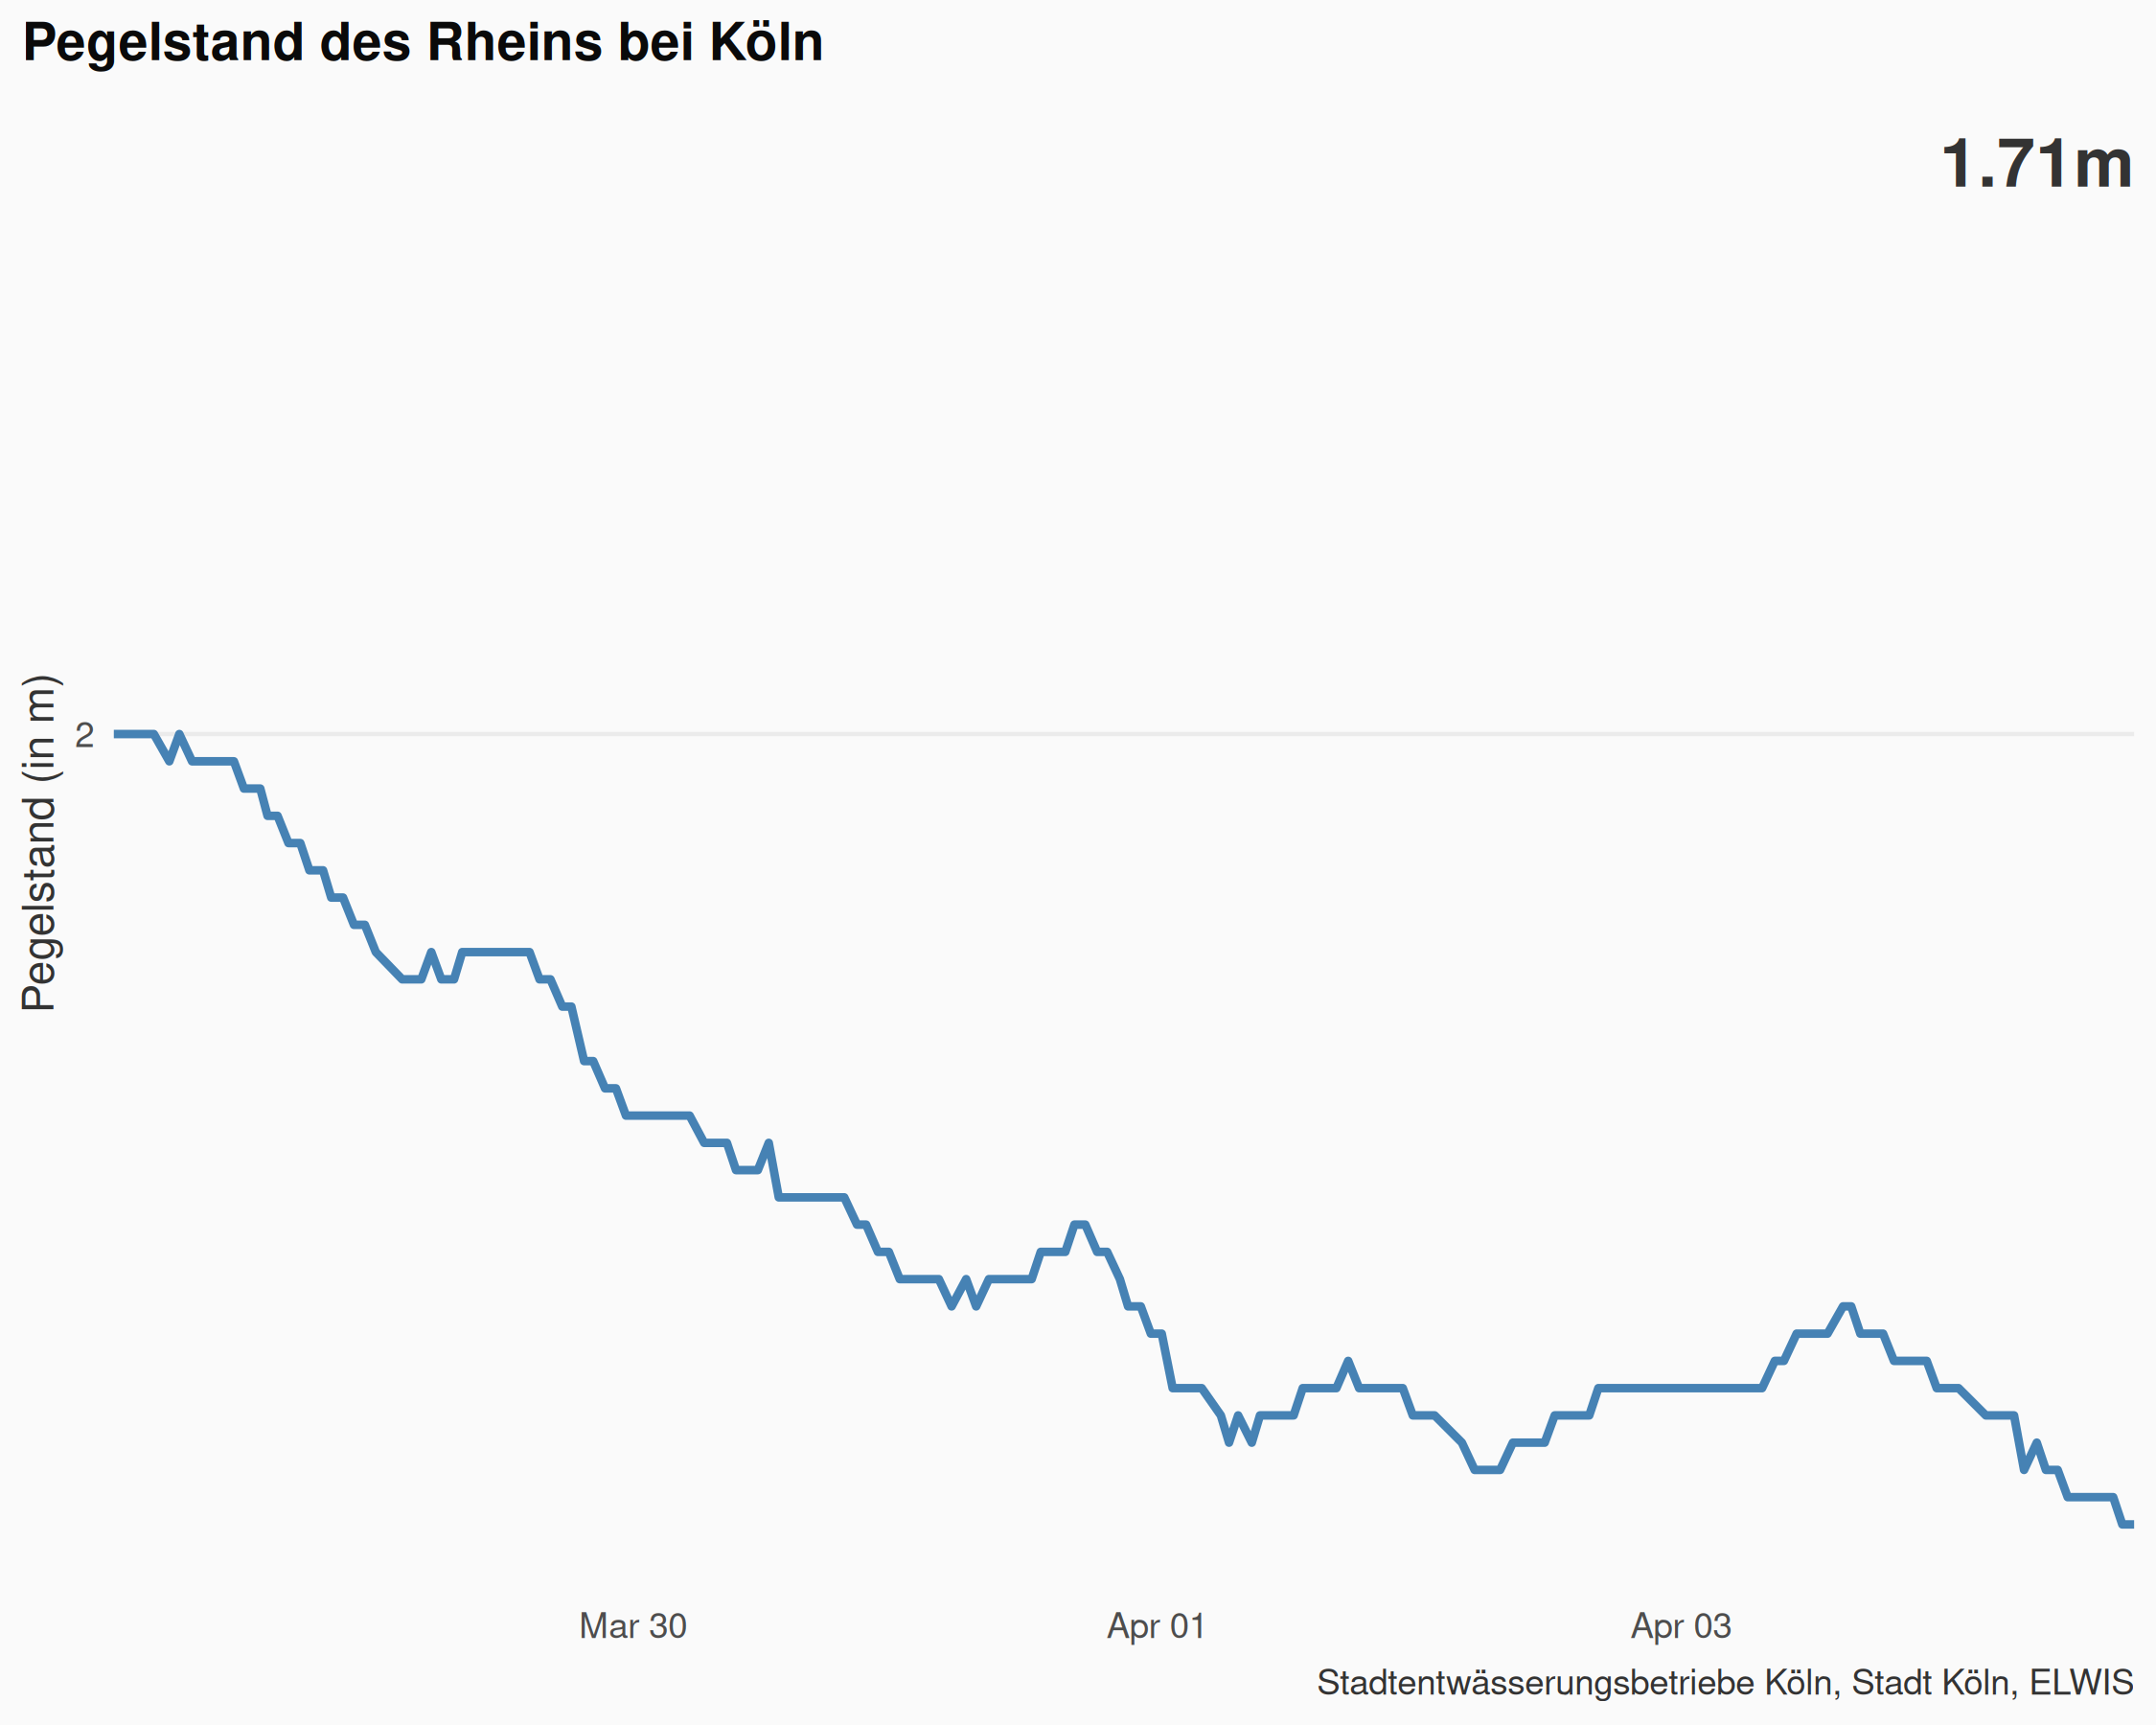 Pegelstand des Rheins bei Köln
1.71m
Pegelstand (in m)
2
Mar 30
Apr 01
Apr 03
Stadtentwässerungsbetriebe Köln, Stadt Köln, ELWIS